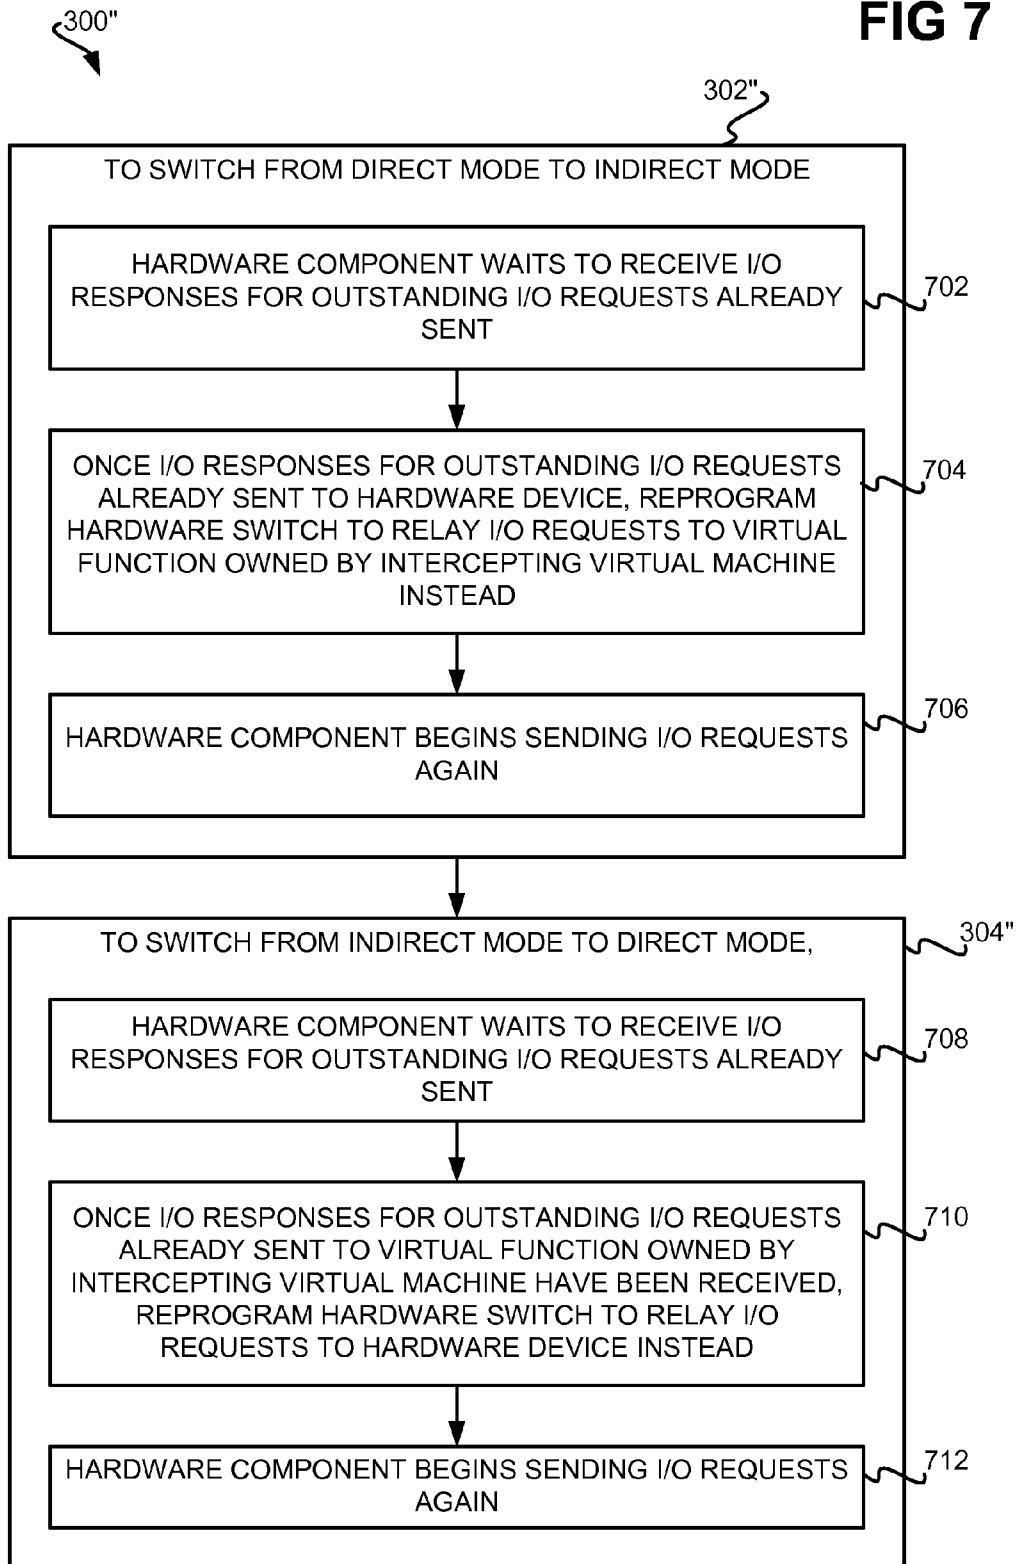 300"
FIG 7
302"
TO SWITCH FROM DIRECT MODE TO INDIRECT MODE
HARDWARE COMPONENT WAITS TO RECEIVE I/O
RESPONSES FOR OUTSTANDING I/O REQUESTS ALREADY
SENT
702
ONCE I/O RESPONSES FOR OUTSTANDING I/O REQUESTS
ALREADY SENT TO HARDWARE DEVICE, REPROGRAM
HARDWARE SWITCH TO RELAY I/O REQUESTS TO VIRTUAL
FUNCTION OWNED BY INTERCEPTING VIRTUAL MACHINE
INSTEAD
704
HARDWARE COMPONENT BEGINS SENDING I/O REQUESTS
AGAIN
706
TO SWITCH FROM INDIRECT MODE TO DIRECT MODE,
304"
HARDWARE COMPONENT WAITS TO RECEIVE I/O
RESPONSES FOR OUTSTANDING I/O REQUESTS ALREADY
SENT
708
ONCE I/O RESPONSES FOR OUTSTANDING I/O REQUESTS
ALREADY SENT TO VIRTUAL FUNCTION OWNED BY
INTERCEPTING VIRTUAL MACHINE HAVE BEEN RECEIVED,
REPROGRAM HARDWARE SWITCH TO RELAY I/O
REQUESTS TO HARDWARE DEVICE INSTEAD
710
HARDWARE COMPONENT BEGINS SENDING I/O REQUESTS
AGAIN
712